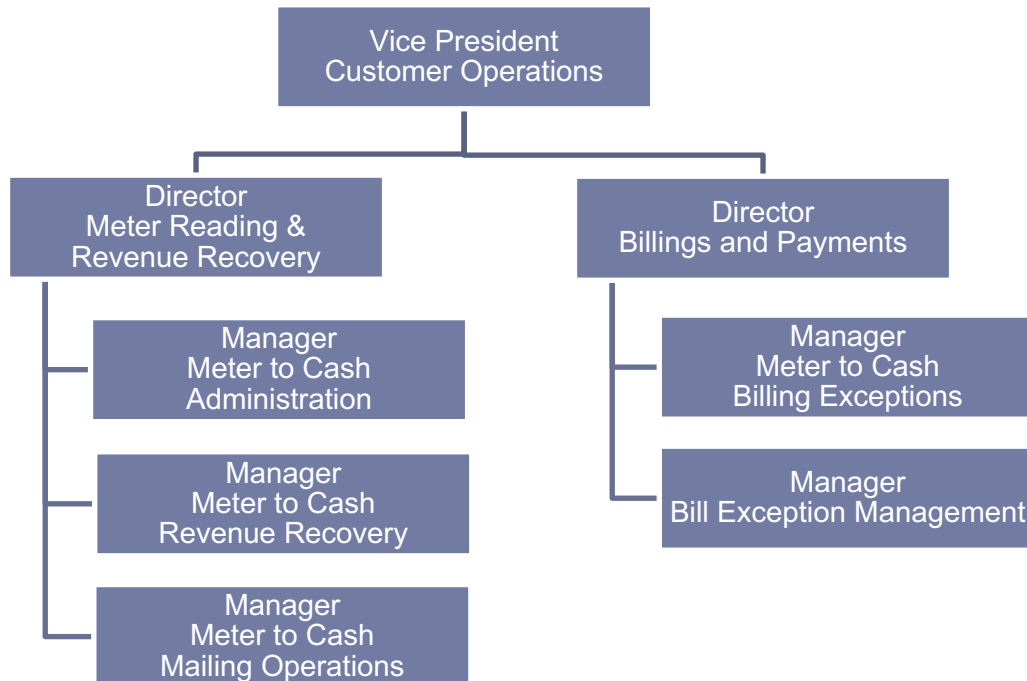 Vice President
Customer Operations
Director
Meter Reading &
Revenue Recovery
Manager
Meter to Cash
Administration
Manager
Meter to Cash
Revenue Recovery
Manager
Meter to Cash
Mailing Operations
Director
Billings and Payments
Manager
Meter to Cash
Billing Exceptions
Manager
Bill Exception Management